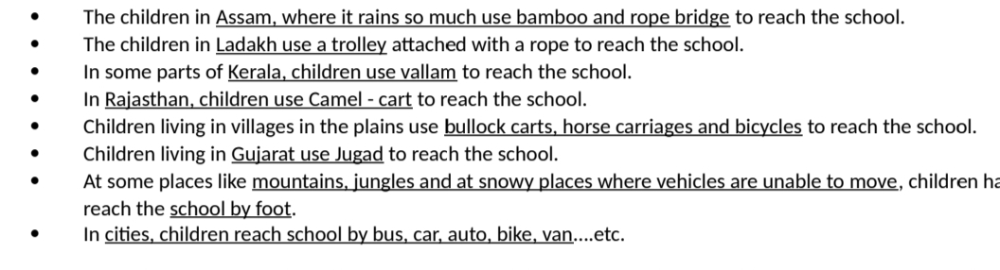 • The children in Assam, where it rains so much use bamboo and rope bridge to reach the school.
• The children in Ladakh use a trolley attached with a rope to reach the school.
• In some parts of Kerala, children use vallam to reach the school.
• In Rajasthan, children use Camel - cart to reach the school.
• Children living in villages in the plains use bullock carts, horse carriages and bicycles to reach the school.
• Children living in Gujarat use Jugad to reach the school.
• At some places like mountains, jungles and at snowy places where vehicles are unable to move, children
reach the school by foot.
• In cities, children reach school by bus, car, auto, bike, van....etc.